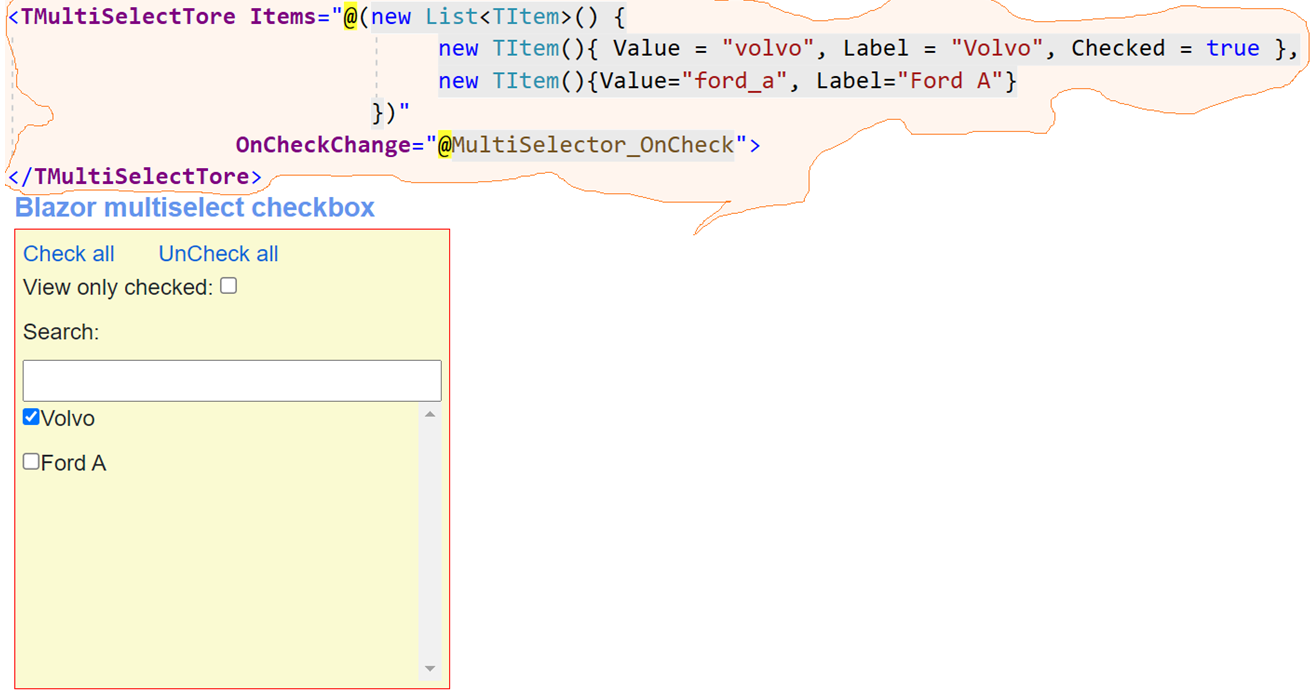 <TMultiSelectTore Items="@(new List<TItem>() {
new TItem(){ Value = "volvo", Label = "Volvo", Checked = true },
new TItem(){Value="ford_a", Label="Ford A"}
})"
OnCheckChange="@MultiSelector_OnCheck">
</TMultiSelectTore>
Blazor multiselect checkbox
Check all UnCheck all
View only checked:
Search:
Volvo
Ford A